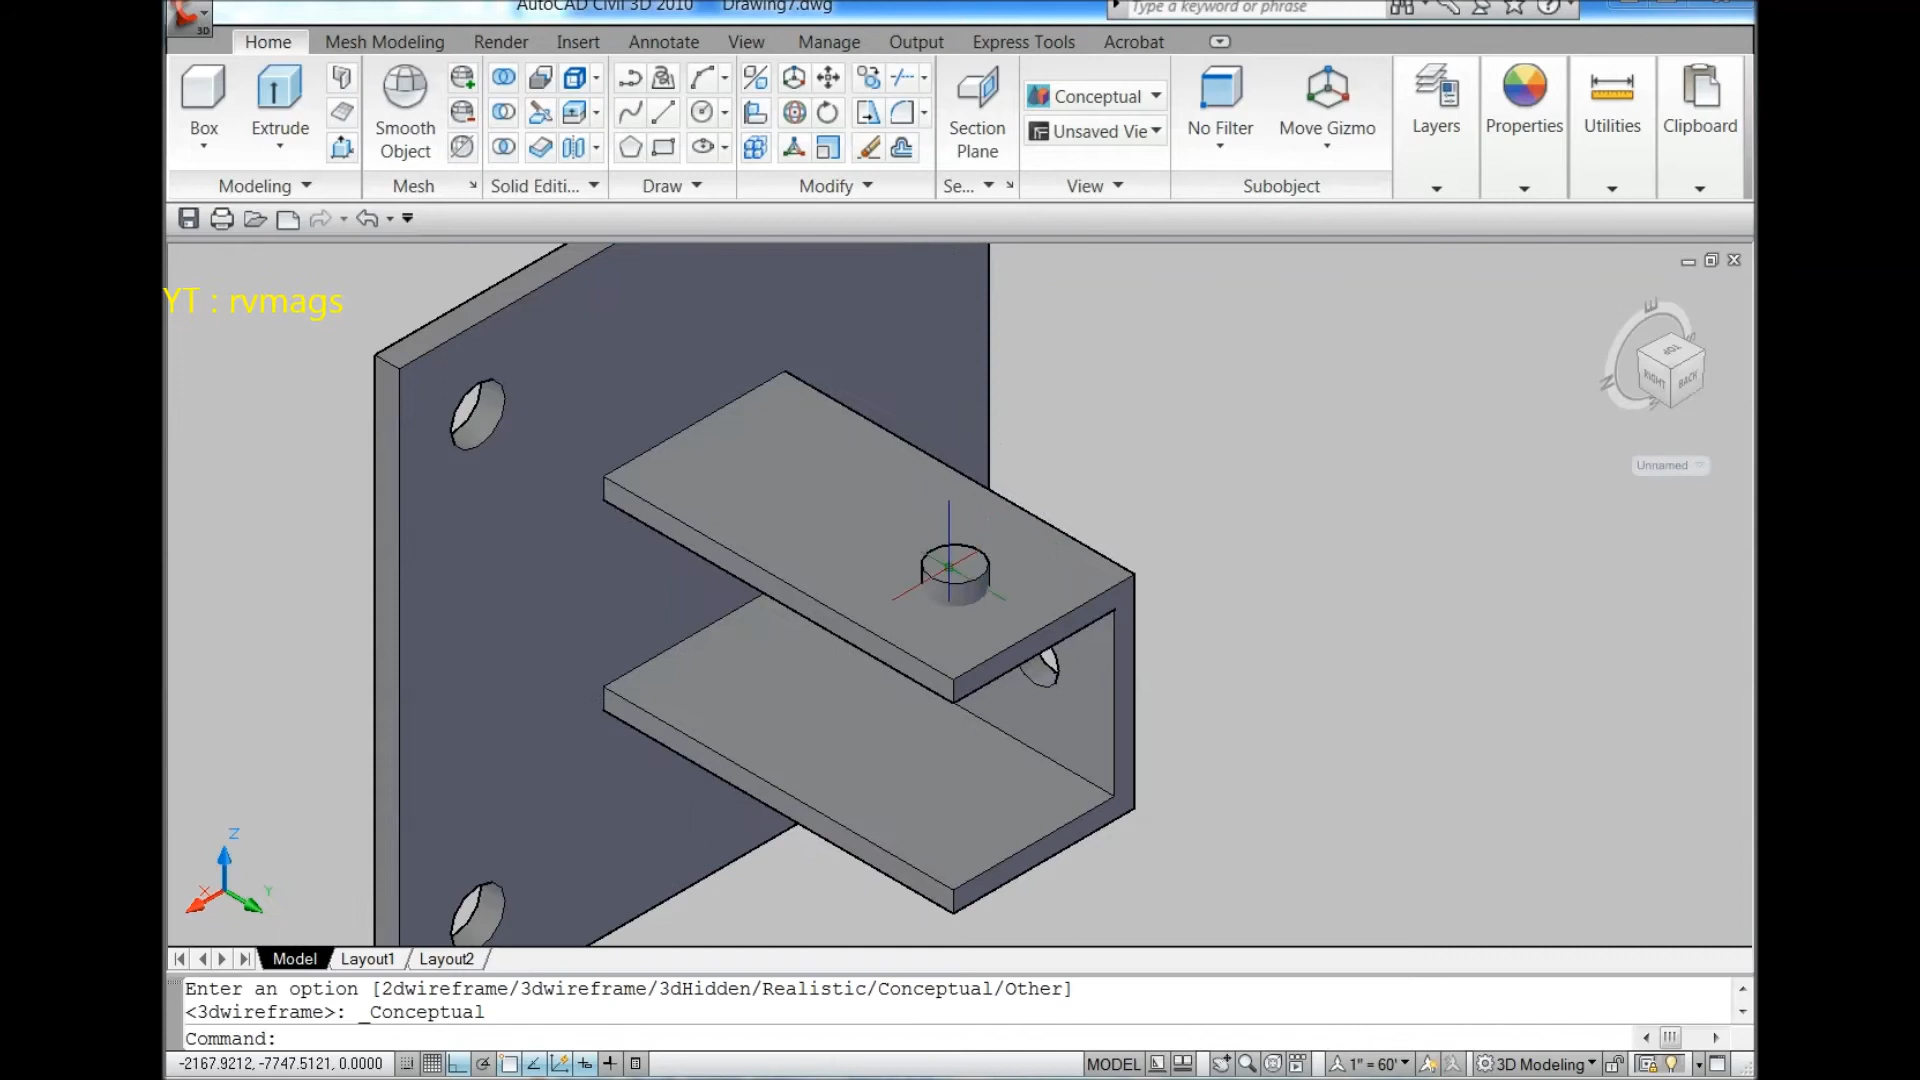 AutoCAD Civil 3D 2010 Drawing7.dwg
Type a keyword or phrase
3D
Home Mesh Modeling Render Insert Annotate View Manage Output Express Tools Acrobat
Box
Extrude
Smooth Object
Section Plane
Conceptual
Unsaved Vie
No Filter
Move Gizmo
Layers
Properties
Utilities
Clipboard
Modeling
Mesh
Solid Editi...
Draw
Modify
Se...
View
Subobject
YT : rvmags
E
N
TOP
RIGHT
BACK
Unnamed
Z
X
Y
Model Layout1 Layout2
Enter an option [2dwireframe/3dwireframe/3dHidden/Realistic/Conceptual/Other]
<3dwireframe>: _Conceptual
Command:
-2167.9212, -7747.5121, 0.0000
MODEL
1" = 60'
3D Modeling